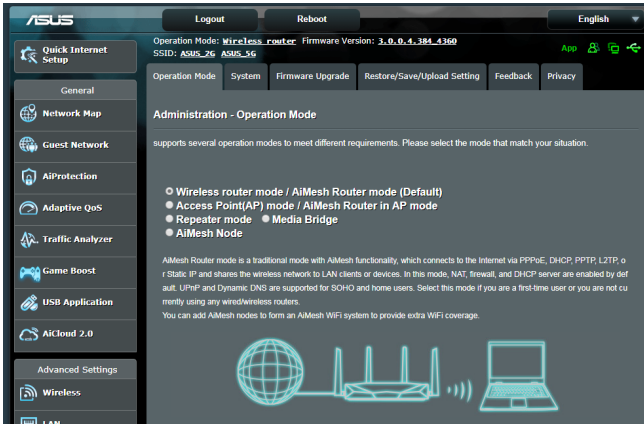 ASUS
Logout
Reboot
English
Operation Mode: Wireless router Firmware Version: 3.0.0.4.384_4360
SSID: ASUS_2G ASUS_5G
App
Quick Internet
Setup
General
Network Map
Guest Network
AiProtection
Adaptive QoS
Traffic Analyzer
Game Boost
USB Application
AiCloud 2.0
Advanced Settings
Wireless
LAN
Operation Mode System Firmware Upgrade Restore/Save/Upload Setting Feedback Privacy
Administration - Operation Mode
supports several operation modes to meet different requirements. Please select the mode that match your situation.
Wireless router mode / AiMesh Router mode (Default)
Access Point(AP) mode / AiMesh Router in AP mode
Repeater mode Media Bridge
AiMesh Node
AiMesh Router mode is a traditional mode with AiMesh functionality, which connects to the Internet via PPPoE, DHCP, PPTP, L2TP, o
r Static IP and shares the wireless network to LAN clients or devices. In this mode, NAT, firewall, and DHCP server are enabled by def
ault. UPnP and Dynamic DNS are supported for SOHO and home users. Select this mode if you are a first-time user or you are not cu
rrently using any wired/wireless routers.
You can add AiMesh nodes to form an AiMesh WiFi system to provide extra WiFi coverage.